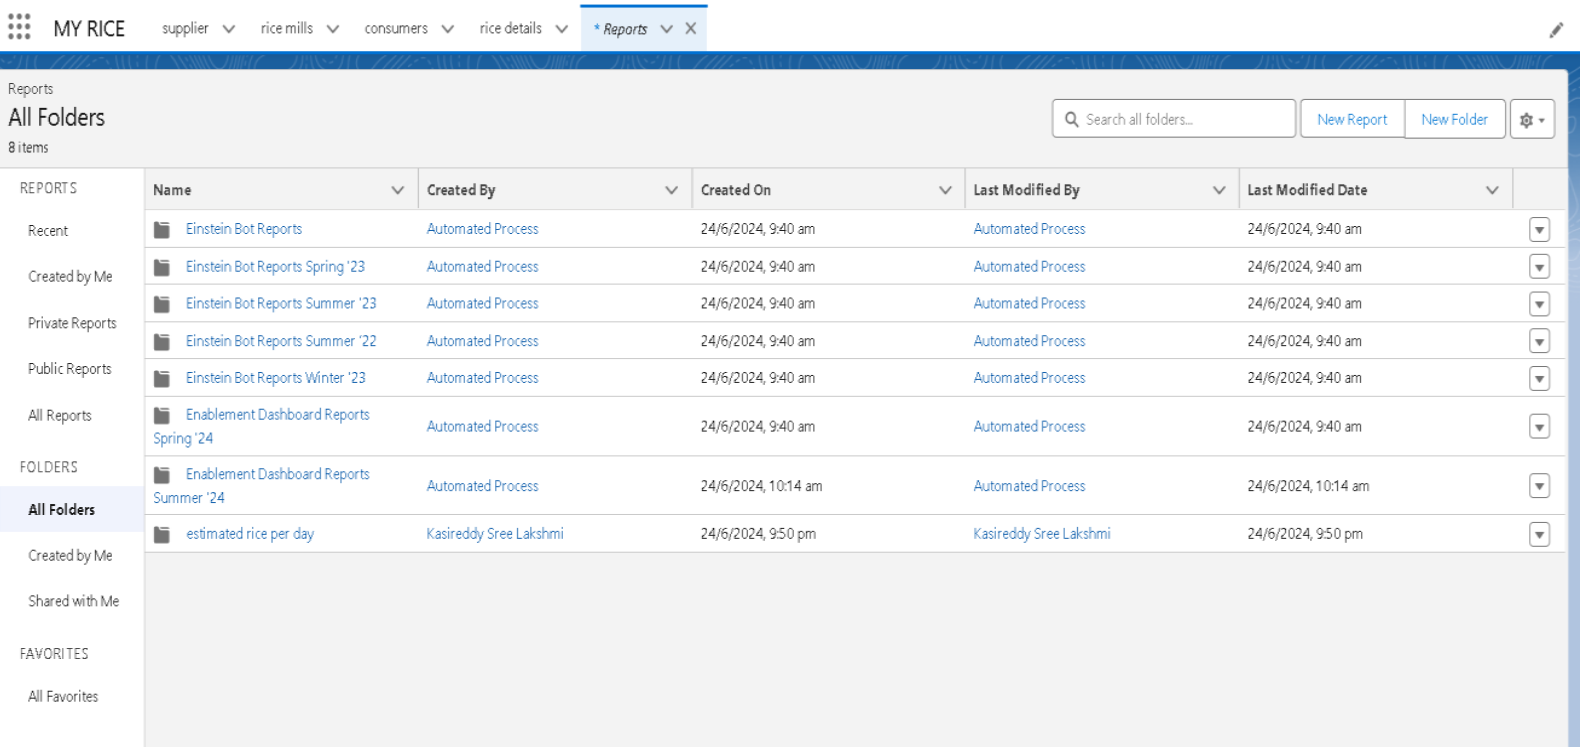 MY RICE supplier rice mills consumers rice details * Reports
Reports
All Folders
8 items
Search all folders...
New Report
New Folder
REPORTS
Recent
Created by Me
Private Reports
Public Reports
All Reports
FOLDERS
All Folders
Created by Me
Shared with Me
FAVORITES
All Favorites
Name Created By Created On Last Modified By Last Modified Date
Einstein Bot Reports Automated Process 24/6/2024, 9:40 am Automated Process 24/6/2024, 9:40 am
Einstein Bot Reports Spring '23 Automated Process 24/6/2024, 9:40 am Automated Process 24/6/2024, 9:40 am
Einstein Bot Reports Summer '23 Automated Process 24/6/2024, 9:40 am Automated Process 24/6/2024, 9:40 am
Einstein Bot Reports Summer '22 Automated Process 24/6/2024, 9:40 am Automated Process 24/6/2024, 9:40 am
Einstein Bot Reports Winter '23 Automated Process 24/6/2024, 9:40 am Automated Process 24/6/2024, 9:40 am
Enablement Dashboard Reports
Spring '24 Automated Process 24/6/2024, 9:40 am Automated Process 24/6/2024, 9:40 am
Enablement Dashboard Reports
Summer '24 Automated Process 24/6/2024, 10:14 am Automated Process 24/6/2024, 10:14 am
estimated rice per day Kasireddy Sree Lakshmi 24/6/2024, 9:50 pm Kasireddy Sree Lakshmi 24/6/2024, 9:50 pm